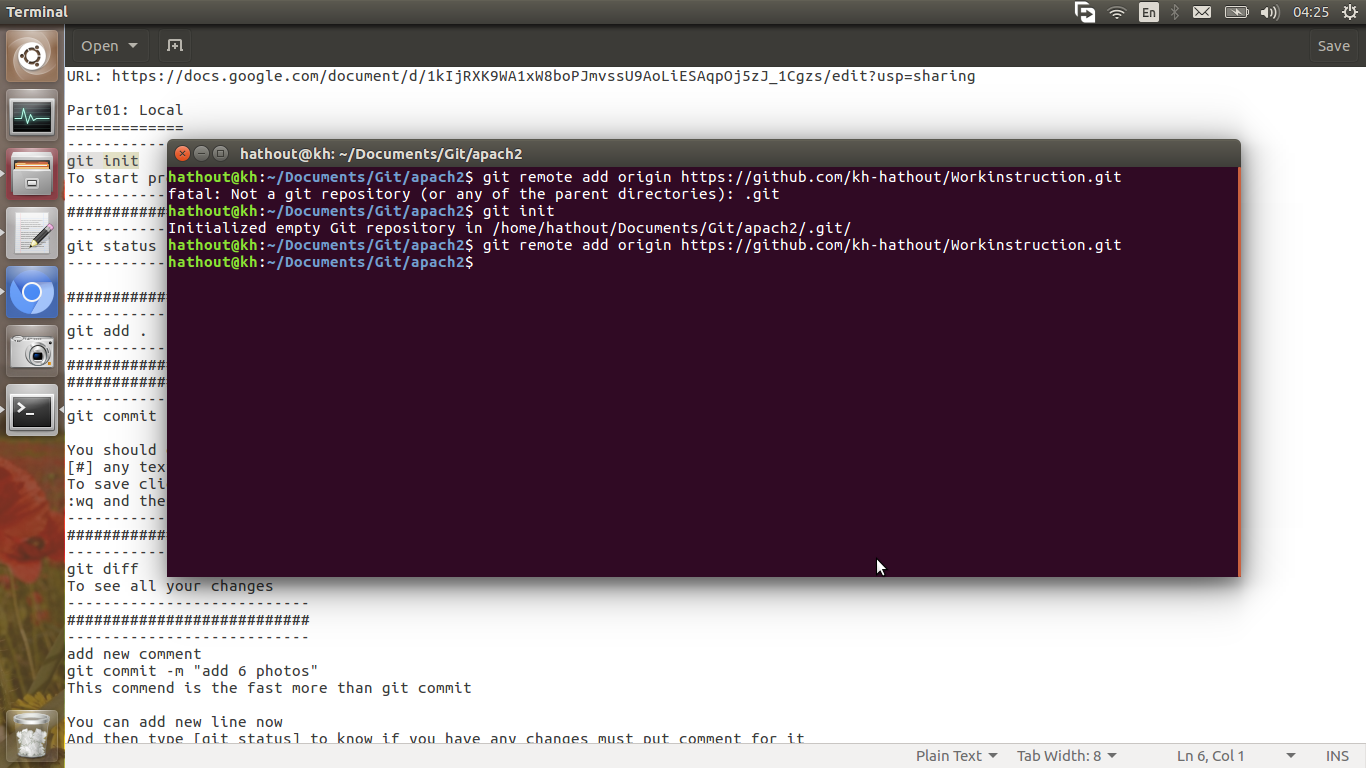 Terminal
En
04:25
Open
Save
URL: https://docs.google.com/document/d/1kIjRXK9WA1xW8boPJmvssU9AoLiESAqpOj5zJ_1Cgzs/edit?usp=sharing
Part01: Local
=============
hathout@kh: ~/Documents/Git/apach2
hathout@kh:~/Documents/Git/apach2$ git remote add origin https://github.com/kh-hathout/Workinstruction.git
fatal: Not a git repository (or any of the parent directories): .git
hathout@kh:~/Documents/Git/apach2$ git init
Initialized empty Git repository in /home/hathout/Documents/Git/apach2/.git/
hathout@kh:~/Documents/Git/apach2$ git remote add origin https://github.com/kh-hathout/Workinstruction.git
hathout@kh:~/Documents/Git/apach2$
-----------
git init
To start pr
-----------
###########
-----------
git status
-----------
###########
-----------
git add .
-----------
###########
###########
-----------
git commit
You should
[#] any tex
To save cli
:wq and the
-----------
###########
-----------
git diff
To see all your changes
---------------------------
###########################
---------------------------
add new comment
git commit -m "add 6 photos"
This commend is the fast more than git commit
You can add new line now
And then type [git status] to know if you have any changes must put comment for it
Plain Text
Tab Width: 8
Ln 6, Col 1
INS